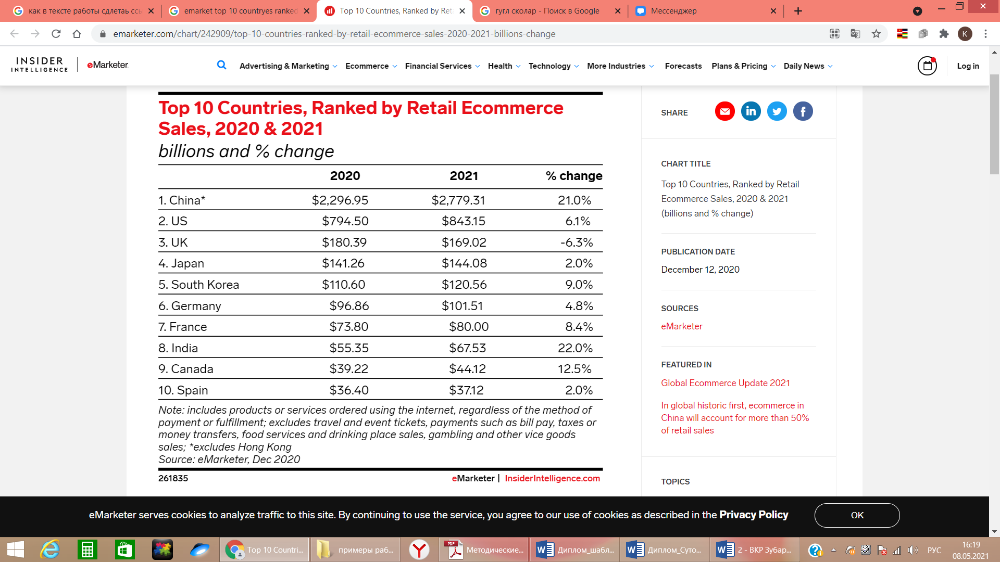 как в тексте работы сдлетаь ссы
emarket top 10 countryes ranked
Top 10 Countries, Ranked by Reta
гугл сколар - Поиск в Google
Мессенджер
emarketer.com/chart/242909/top-10-countries-ranked-by-retail-ecommerce-sales-2020-2021-billions-change
K
INSIDER
INTELLIGENCE
eMarketer.
Advertising & Marketing Ecommerce Financial Services Health Technology More Industries Forecasts Plans & Pricing Daily News
Log in
Top 10 Countries, Ranked by Retail Ecommerce
Sales, 2020 & 2021
billions and % change
2020 2021 % change
1. China* $2,296.95 $2,779.31 21.0%
2. US $794.50 $843.15 6.1%
3. UK $180.39 $169.02 -6.3%
4. Japan $141.26 $144.08 2.0%
5. South Korea $110.60 $120.56 9.0%
6. Germany $96.86 $101.51 4.8%
7. France $73.80 $80.00 8.4%
8. India $55.35 $67.53 22.0%
9. Canada $39.22 $44.12 12.5%
10. Spain $36.40 $37.12 2.0%
Note: includes products or services ordered using the internet, regardless of the method of
payment or fulfillment; excludes travel and event tickets, payments such as bill pay, taxes or
money transfers, food services and drinking place sales, gambling and other vice goods
sales; *excludes Hong Kong
Source: eMarketer, Dec 2020
261835
eMarketer | InsiderIntelligence.com
SHARE
CHART TITLE
Top 10 Countries, Ranked by Retail
Ecommerce Sales, 2020 & 2021
(billions and % change)
PUBLICATION DATE
December 12, 2020
SOURCES
eMarketer
FEATURED IN
Global Ecommerce Update 2021
In global historic first, ecommerce in
China will account for more than 50%
of retail sales
TOPICS
eMarketer serves cookies to analyze traffic to this site. By continuing to use the service, you agree to our use of cookies as described in the Privacy Policy
OK
Top 10 Countri...
примеры раб...
PDF
Методические...
Диплом_шабл...
Диплом_Суто...
2 - ВКР Зубар...
РУС
16:19
08.05.2021